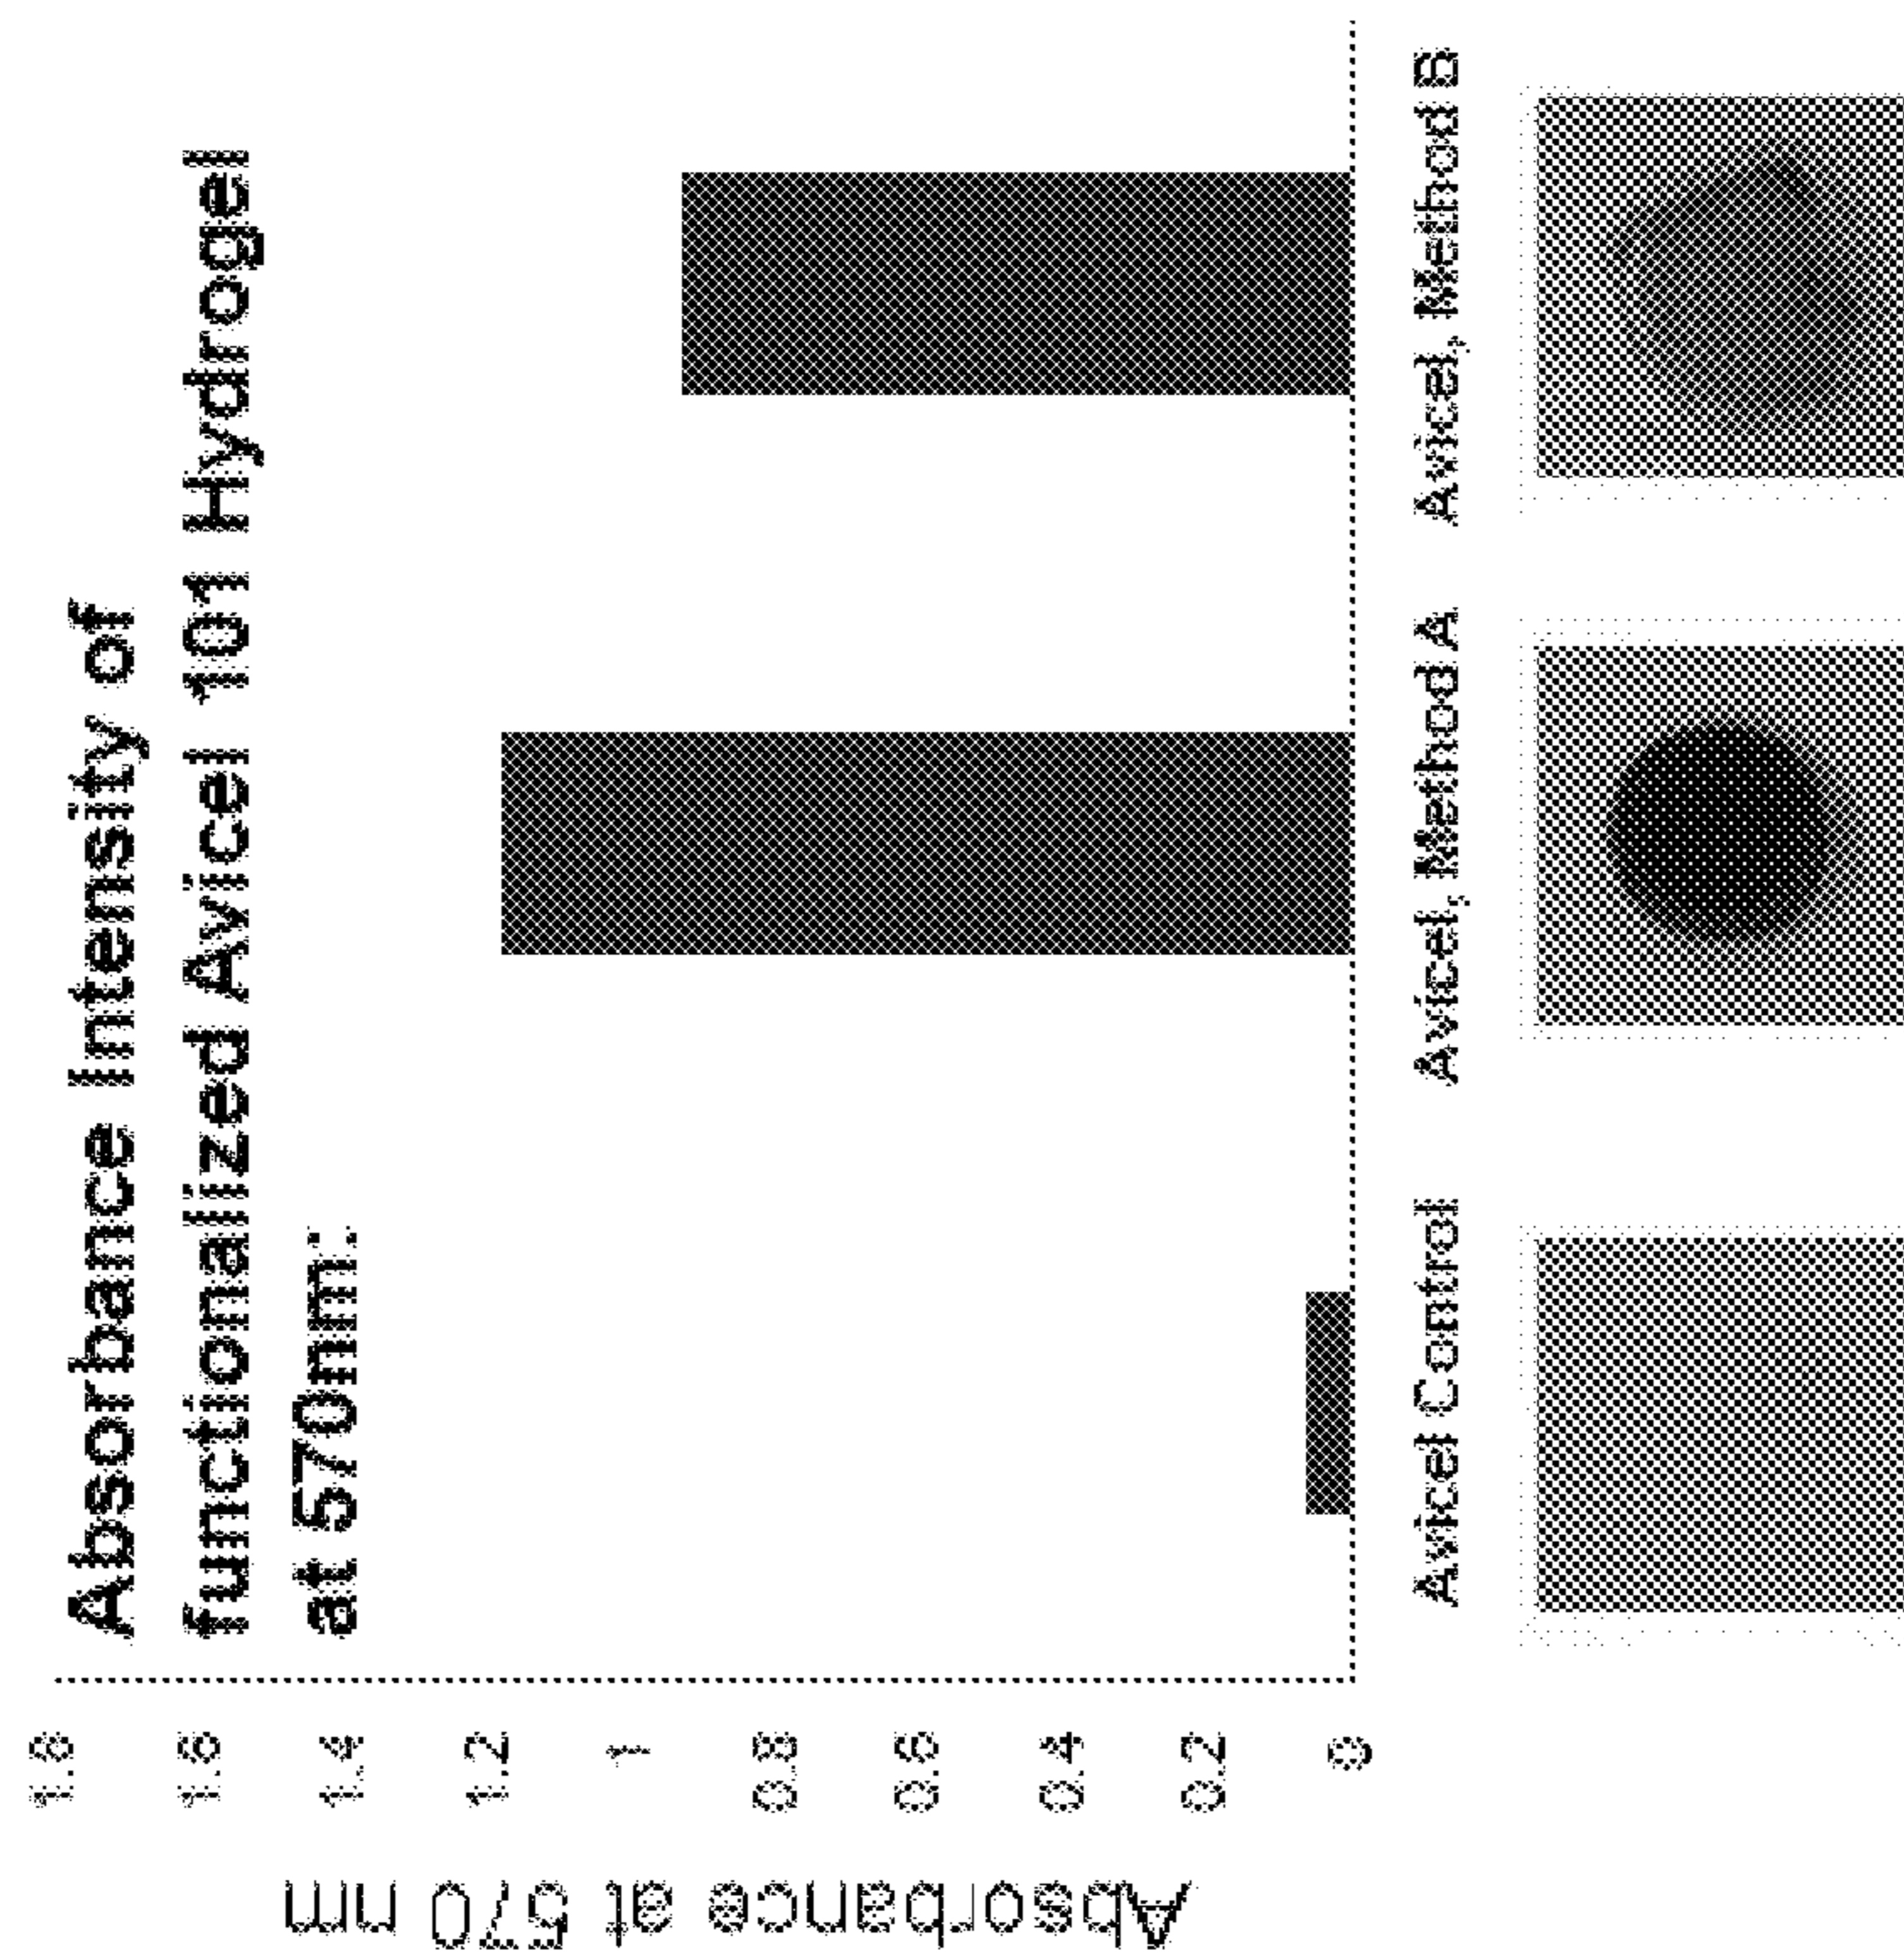 Absorbance Intensity of
functionalized Avicel 101 Hydrogel
at 570nm:
Absorbance at 570 nm
1.8
1.6
1.4
1.2
1
0.8
0.6
0.4
0.2
0
Avicel Control
Avicel, Method A
Avicel, Method B